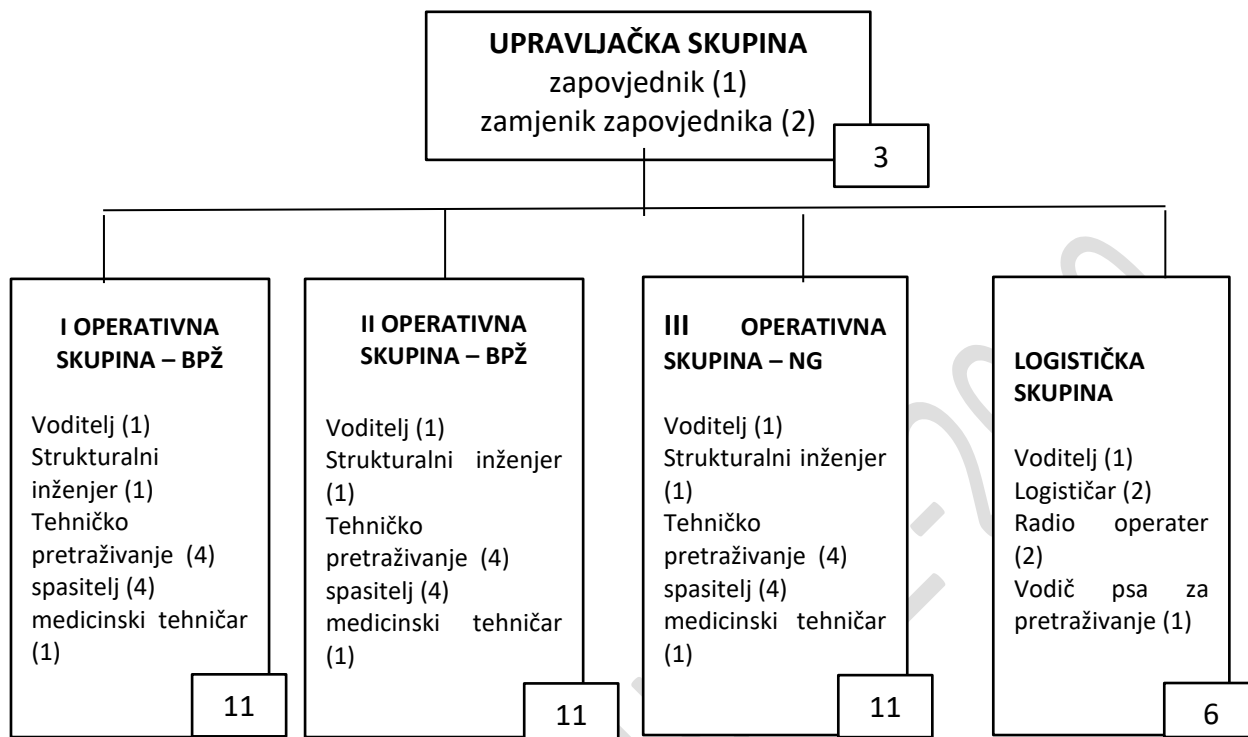 UPRAVLJAČKA SKUPINA
zapovjednik (1)
zamjenik zapovjednika (2)
3
I OPERATIVNA
SKUPINA – BPŽ
Voditelj (1)
Strukturalni
inženjer (1)
Tehničko
pretraživanje (4)
spasitelj (4)
medicinski tehničar
(1)
11
II OPERATIVNA
SKUPINA – BPŽ
Voditelj (1)
Strukturalni inženjer
(1)
Tehničko
pretraživanje (4)
spasitelj (4)
medicinski tehničar
(1)
11
III OPERATIVNA
SKUPINA – NG
Voditelj (1)
Strukturalni inženjer
(1)
Tehničko
pretraživanje (4)
spasitelj (4)
medicinski tehničar
(1)
11
LOGISTIČKA
SKUPINA
Voditelj (1)
Logističar (2)
Radio operater
(2)
Vodič psa za
pretraživanje (1)
6